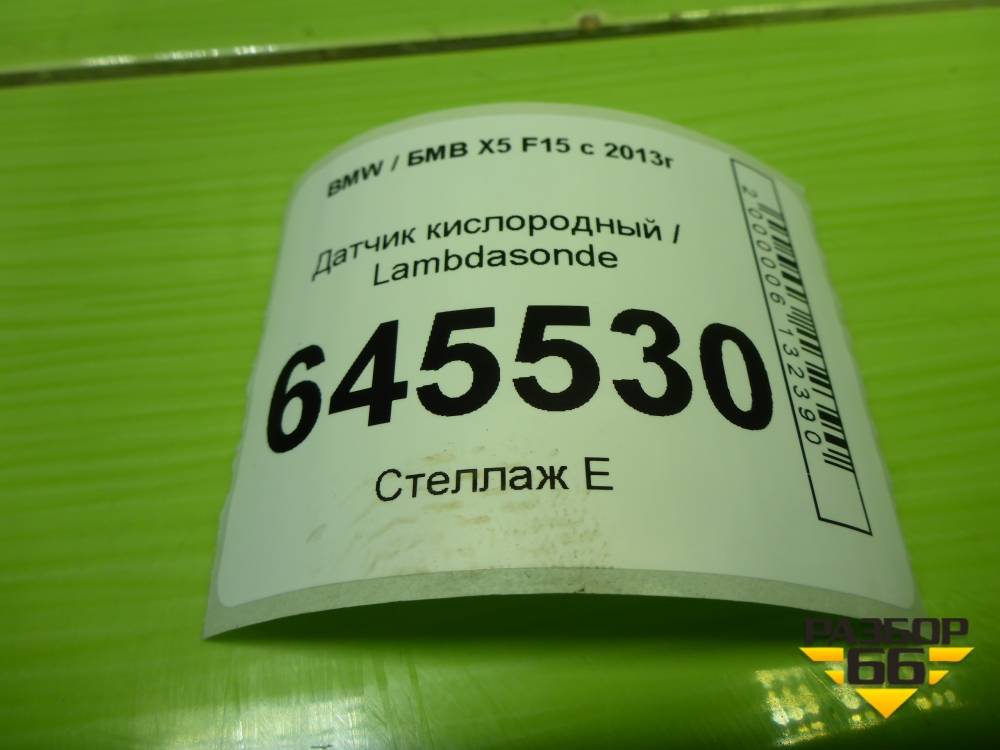 BMW / БМВ X5 F15 с 2013г
Датчик кислородный /
Lambdasonde
645530
Стеллаж Е
2000006132390
РАЗБОР
66